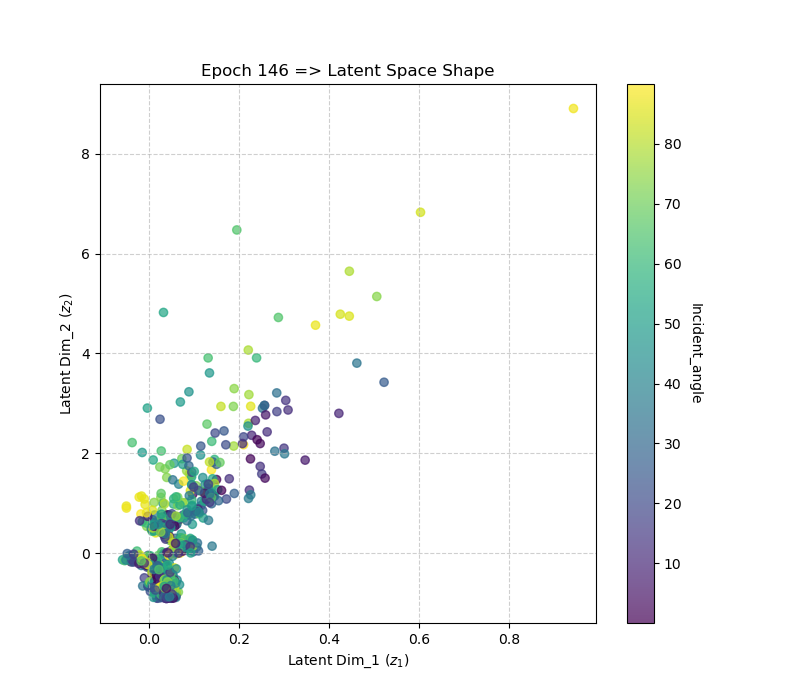 Epoch 146 => Latent Space Shape
Latent Dim_2 (z₂)
8
6
4
2
0
0.0 0.2 0.4 0.6 0.8
Latent Dim_1 (z₁)
80
70
60
50
40
30
20
10
Incident_angle